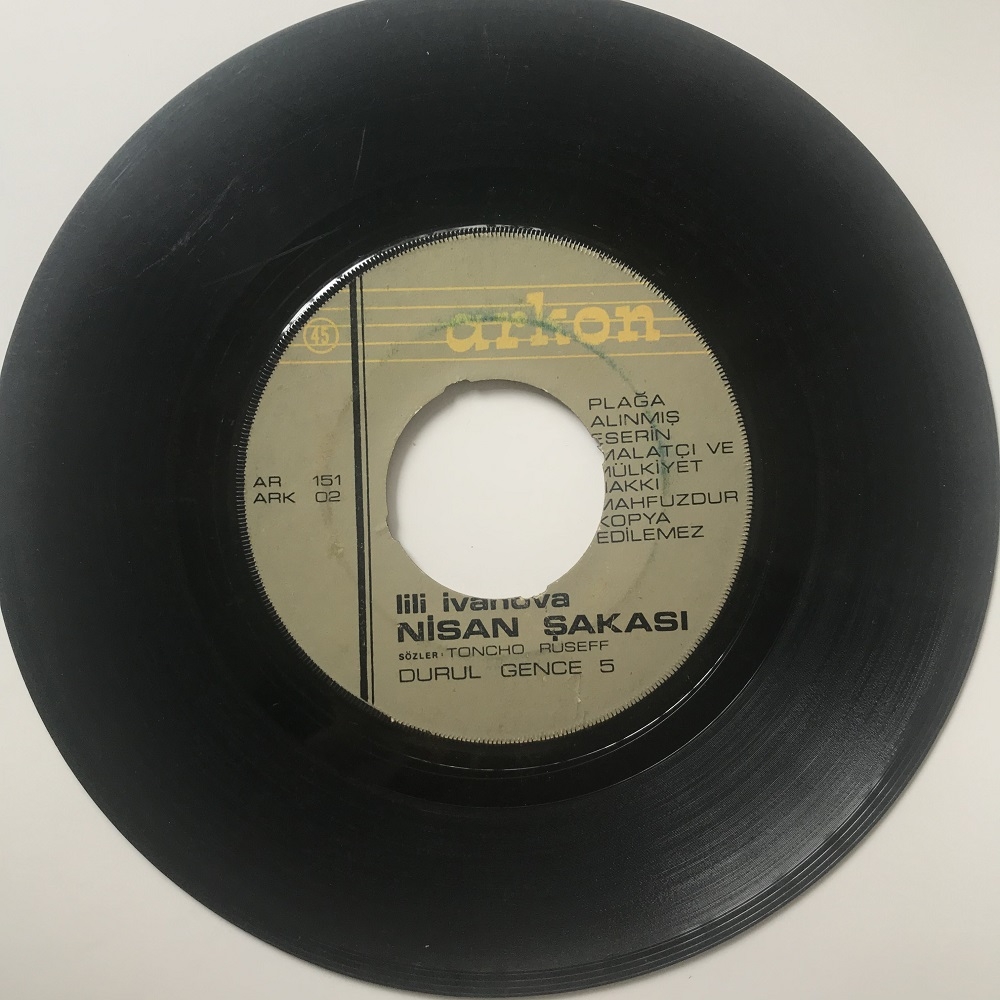 arkon
45
PLAĞA
ALINMIŞ
ESERİN
MALATÇI VE
MÜLKİYET
HAKKI
MAHFUZDUR
KOPYA
EDİLEMEZ
AR 151
ARK 02
lili ivanova
NİSAN ŞAKASI
SÖZLER: TONCHO RUSEFF
DURUL GENCE 5